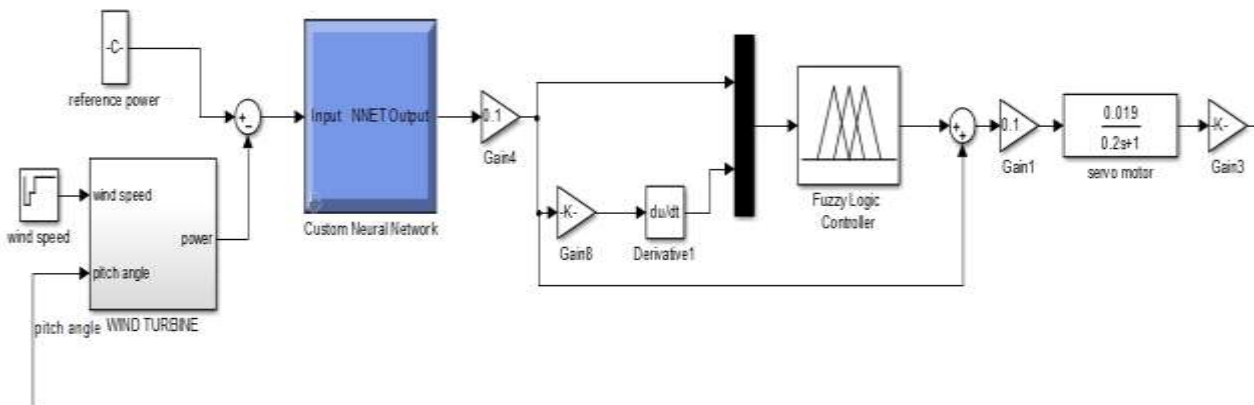 -C-
reference power
+
−
wind speed
wind speed
power
pitch angle
pitch angle WIND TURBINE
Input NNET Output
Custom Neural Network
0.1
Gain4
-K-
Gain8
du/dt
Derivative1
Fuzzy Logic
Controller
+
+
0.1
Gain1
0.019
0.2s+1
servo motor
-K-
Gain3